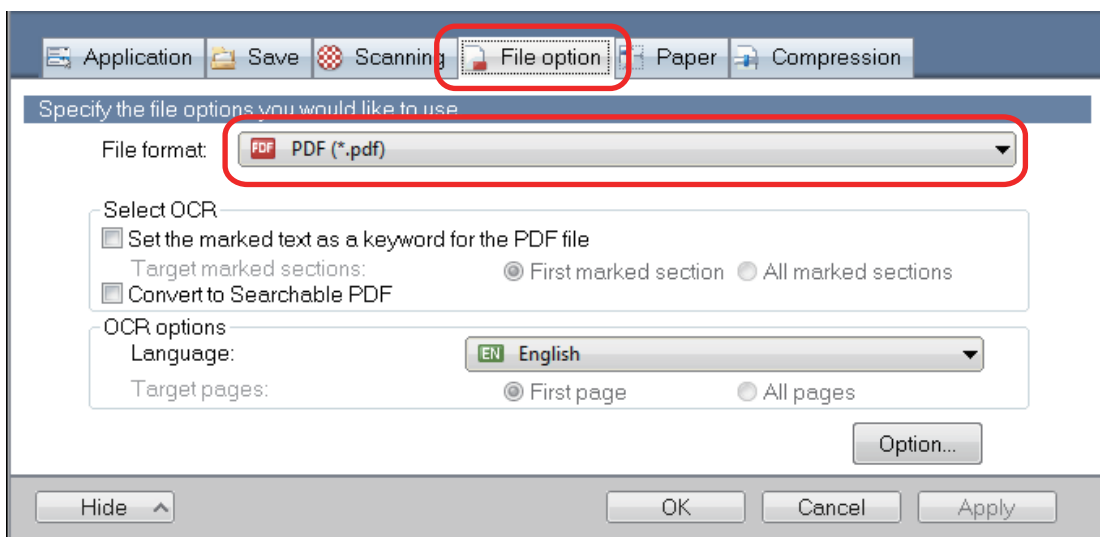 Application Save Scanning File option Paper Compression
Specify the file options you would like to use.
File format: PDF PDF (*.pdf)
Select OCR
Set the marked text as a keyword for the PDF file
Target marked sections: First marked section All marked sections
Convert to Searchable PDF
OCR options
Language: EN English
Target pages: First page All pages
Option...
Hide OK Cancel Apply